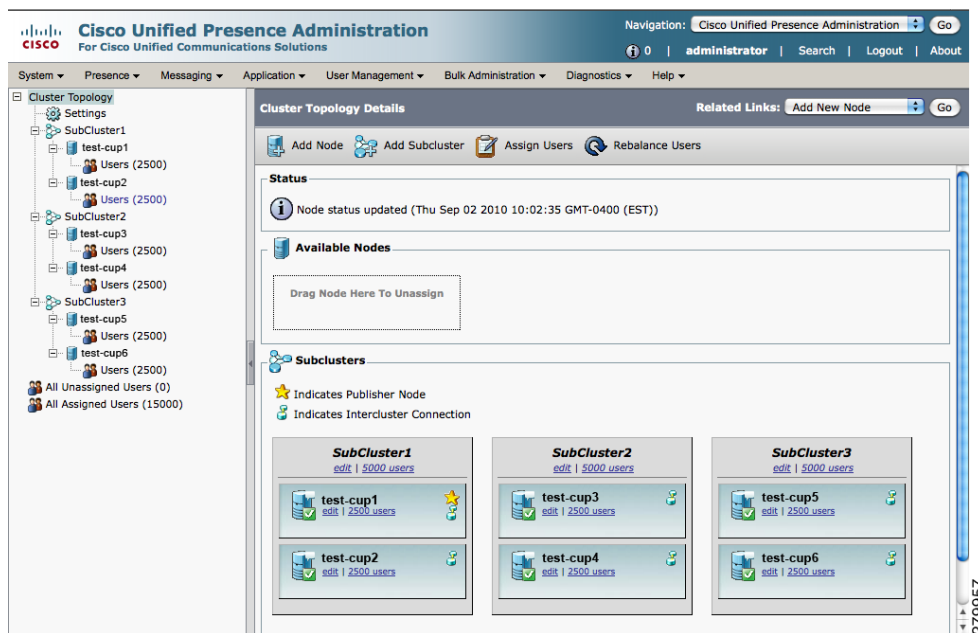 cisco
Cisco Unified Presence Administration
For Cisco Unified Communications Solutions
Navigation: Cisco Unified Presence Administration Go
0 | administrator | Search | Logout | About
System Presence Messaging Application User Management Bulk Administration Diagnostics Help
Cluster Topology
Settings
SubCluster1
test-cup1
Users (2500)
test-cup2
Users (2500)
SubCluster2
test-cup3
Users (2500)
test-cup4
Users (2500)
SubCluster3
test-cup5
Users (2500)
test-cup6
Users (2500)
All Unassigned Users (0)
All Assigned Users (15000)
Cluster Topology Details
Related Links: Add New Node Go
Add Node Add Subcluster Assign Users Rebalance Users
Status
Node status updated (Thu Sep 02 2010 10:02:35 GMT-0400 (EST))
Available Nodes
Drag Node Here To Unassign
Subclusters
Indicates Publisher Node
Indicates Intercluster Connection
SubCluster1
edit | 5000 users
test-cup1
edit | 2500 users
test-cup2
edit | 2500 users
SubCluster2
edit | 5000 users
test-cup3
edit | 2500 users
test-cup4
edit | 2500 users
SubCluster3
edit | 5000 users
test-cup5
edit | 2500 users
test-cup6
edit | 2500 users